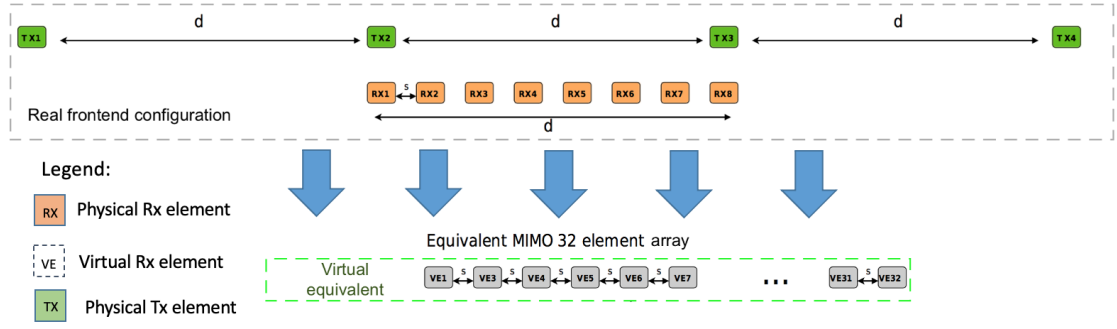 d d d
TX1 TX2 TX3 TX4
s
RX1 RX2 RX3 RX4 RX5 RX6 RX7 RX8
Real frontend configuration
d
Legend:
RX Physical Rx element
VE Virtual Rx element
TX Physical Tx element
Equivalent MIMO 32 element array
Virtual
equivalent
s s s s s s
VE1 VE3 VE4 VE5 VE6 VE7 ... VE31 VE32